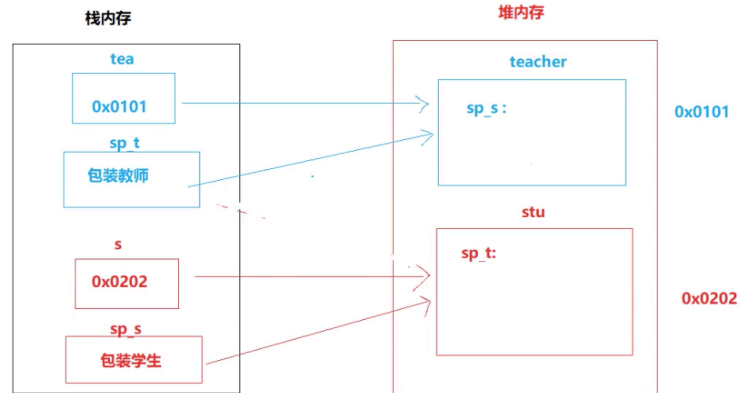 栈内存
堆内存
tea
0x0101
sp_t
包装教师
s
0x0202
sp_s
包装学生
teacher
sp_s :
0x0101
stu
sp_t:
0x0202